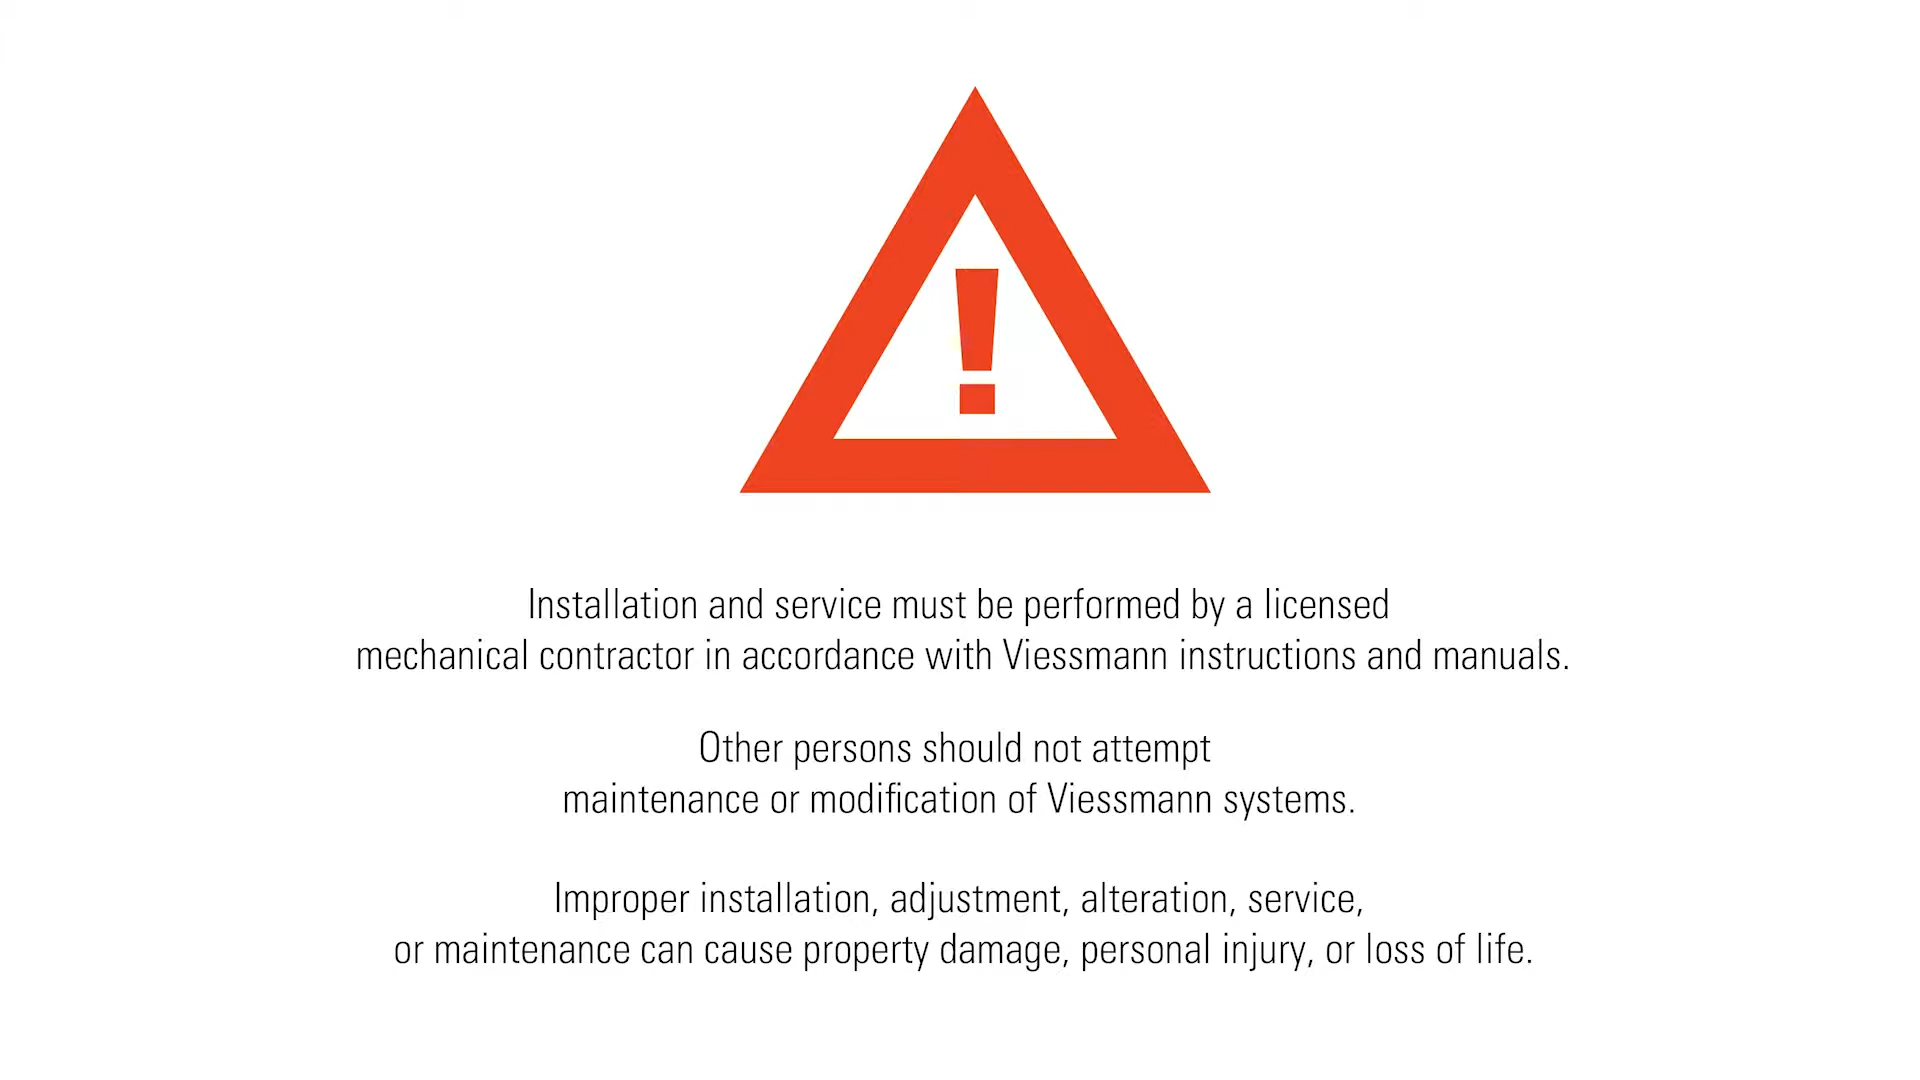 !
Installation and service must be performed by a licensed
mechanical contractor in accordance with Viessmann instructions and manuals.
Other persons should not attempt
maintenance or modification of Viessmann systems.
Improper installation, adjustment, alteration, service,
or maintenance can cause property damage, personal injury, or loss of life.